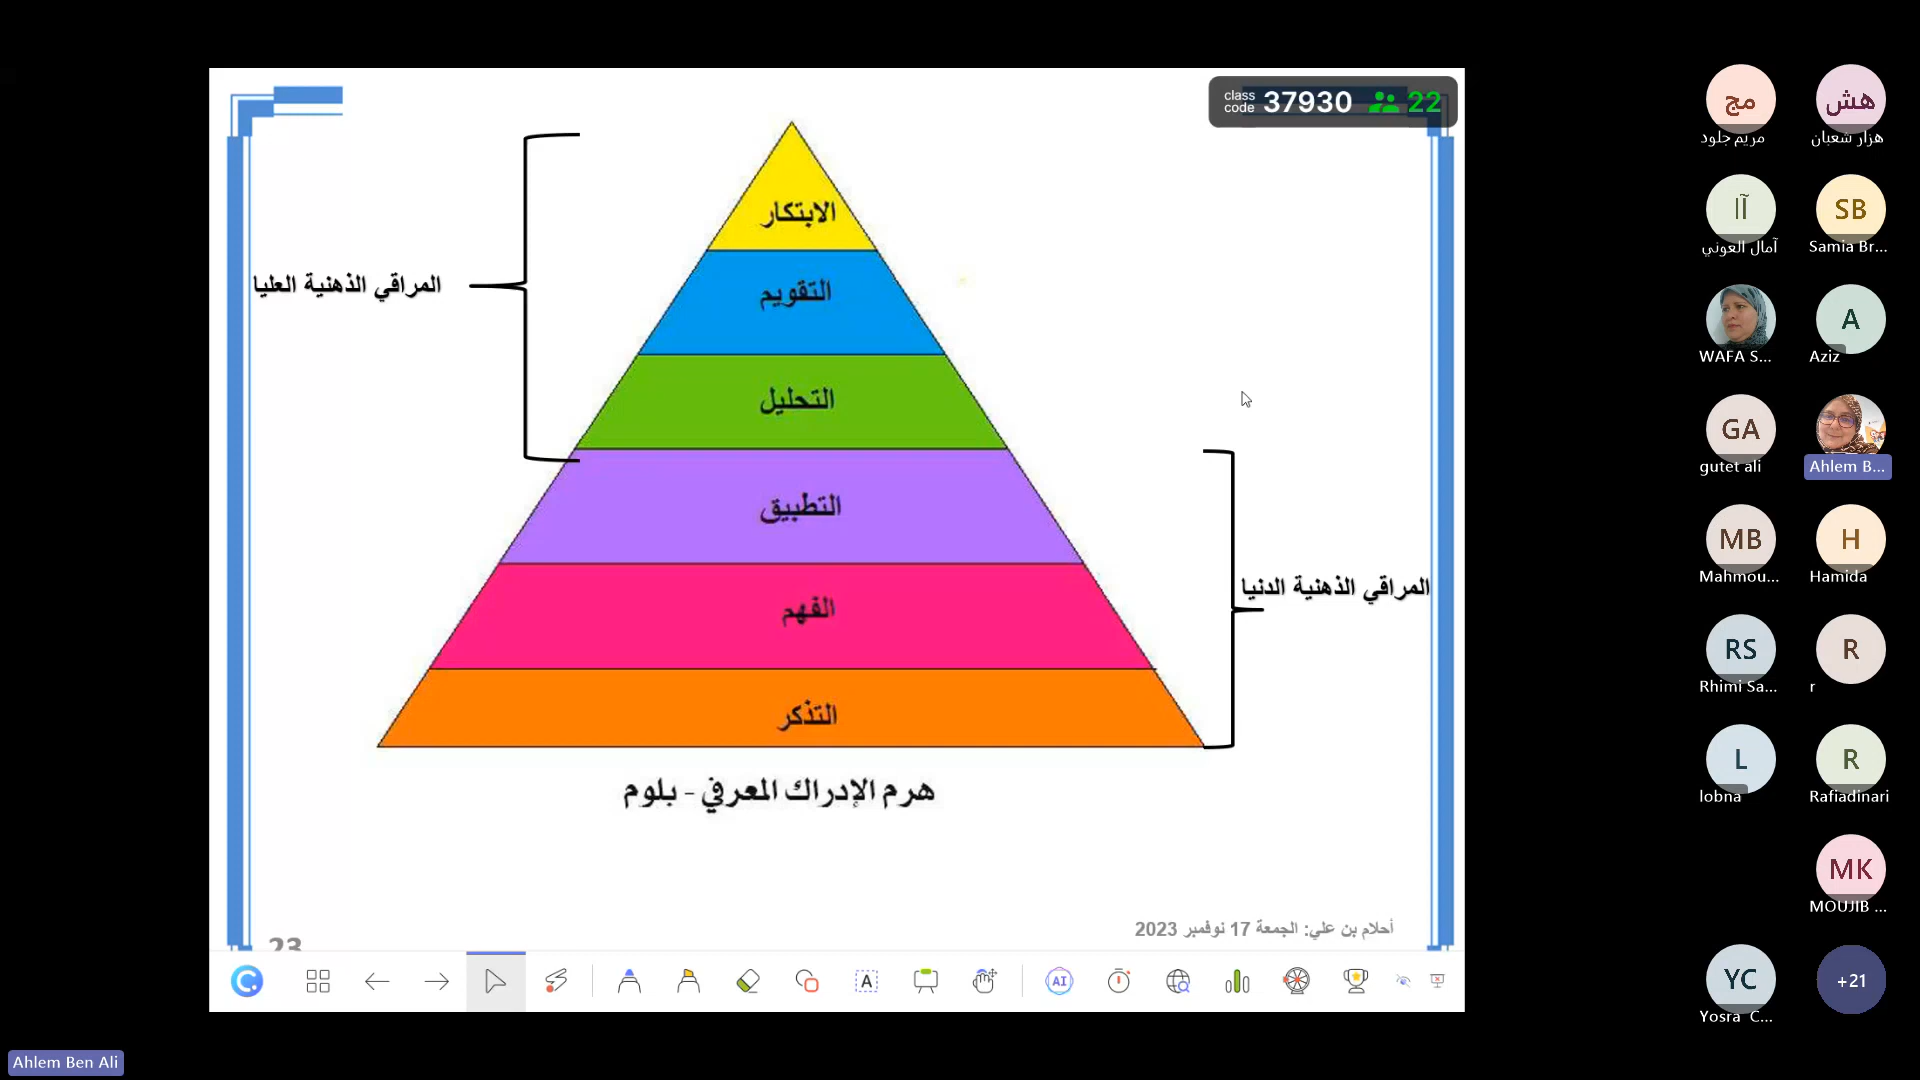 class code 37930 22
الابتكار
التقويم
المراقي الذهنية العليا
التحليل
التطبيق
المراقي الذهنية الدنيا
الفهم
التذكر
هرم الإدراك المعرفي - بلوم
أحلام بن علي: الجمعة 17 نوفمبر 2023
23
A
AI
مج
مريم جلود
هش
هزار شعبان
آا
آمال العوني
SB
Samia Br...
WAFA S...
A
Aziz
GA
gutet ali
Ahlem B...
MB
Mahmou...
H
Hamida
RS
Rhimi Sa...
R
r
L
lobna
R
Rafiadinari
MK
MOUJIB ...
YC
Yosra C...
+21
Ahlem Ben Ali